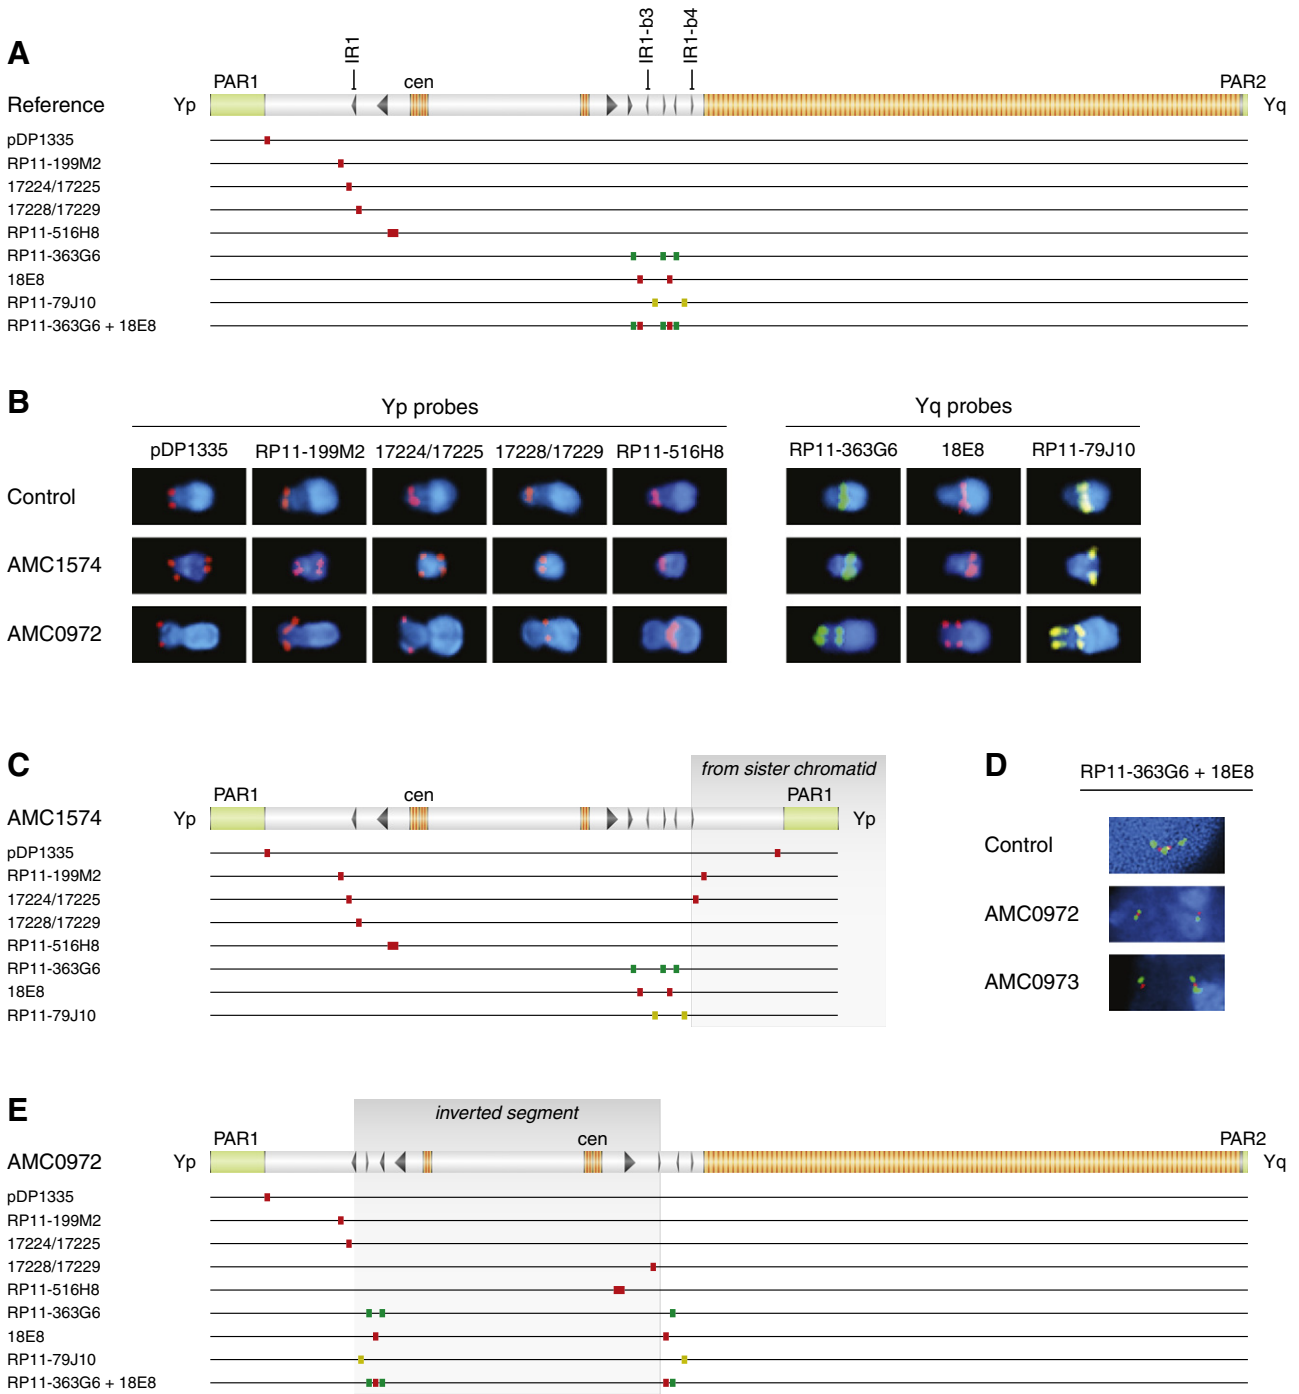 A
IR1
IR1-b3
IR1-b4
PAR1
cen
PAR2
Reference
Yp
Yq
pDP1335
RP11-199M2
17224/17225
17228/17229
RP11-516H8
RP11-363G6
18E8
RP11-79J10
RP11-363G6 + 18E8
B
Yp probes
Yq probes
pDP1335
RP11-199M2
17224/17225
17228/17229
RP11-516H8
RP11-363G6
18E8
RP11-79J10
Control
AMC1574
AMC0972
C
from sister chromatid
PAR1
cen
PAR1
AMC1574
Yp
Yp
pDP1335
RP11-199M2
17224/17225
17228/17229
RP11-516H8
RP11-363G6
18E8
RP11-79J10
D
RP11-363G6 + 18E8
Control
AMC0972
AMC0973
E
inverted segment
PAR1
cen
PAR2
AMC0972
Yp
Yq
pDP1335
RP11-199M2
17224/17225
17228/17229
RP11-516H8
RP11-363G6
18E8
RP11-79J10
RP11-363G6 + 18E8